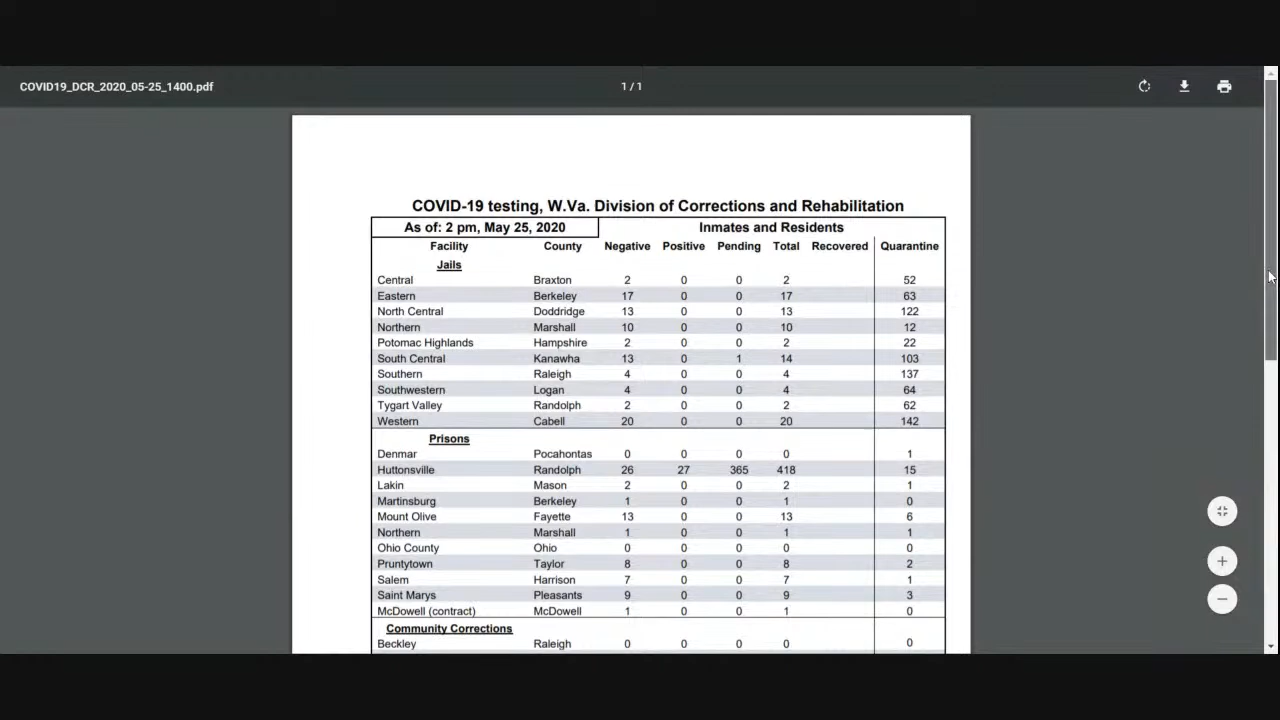 COVID19_DCR_2020_05-25_1400.pdf 1 / 1
COVID-19 testing, W.Va. Division of Corrections and Rehabilitation
As of: 2 pm, May 25, 2020 Inmates and Residents
Facility County Negative Positive Pending Total Recovered Quarantine
Jails
Central Braxton 2 0 0 2 52
Eastern Berkeley 17 0 0 17 63
North Central Doddridge 13 0 0 13 122
Northern Marshall 10 0 0 10 12
Potomac Highlands Hampshire 2 0 0 2 22
South Central Kanawha 13 0 1 14 103
Southern Raleigh 4 0 0 4 137
Southwestern Logan 4 0 0 4 64
Tygart Valley Randolph 2 0 0 2 62
Western Cabell 20 0 0 20 142
Prisons
Denmar Pocahontas 0 0 0 0 1
Huttonsville Randolph 26 27 365 418 15
Lakin Mason 2 0 0 2 1
Martinsburg Berkeley 1 0 0 1 0
Mount Olive Fayette 13 0 0 13 6
Northern Marshall 1 0 0 1 1
Ohio County Ohio 0 0 0 0 0
Pruntytown Taylor 8 0 0 8 2
Salem Harrison 7 0 0 7 1
Saint Marys Pleasants 9 0 0 9 3
McDowell (contract) McDowell 1 0 0 1 0
Community Corrections
Beckley Raleigh 0 0 0 0 0